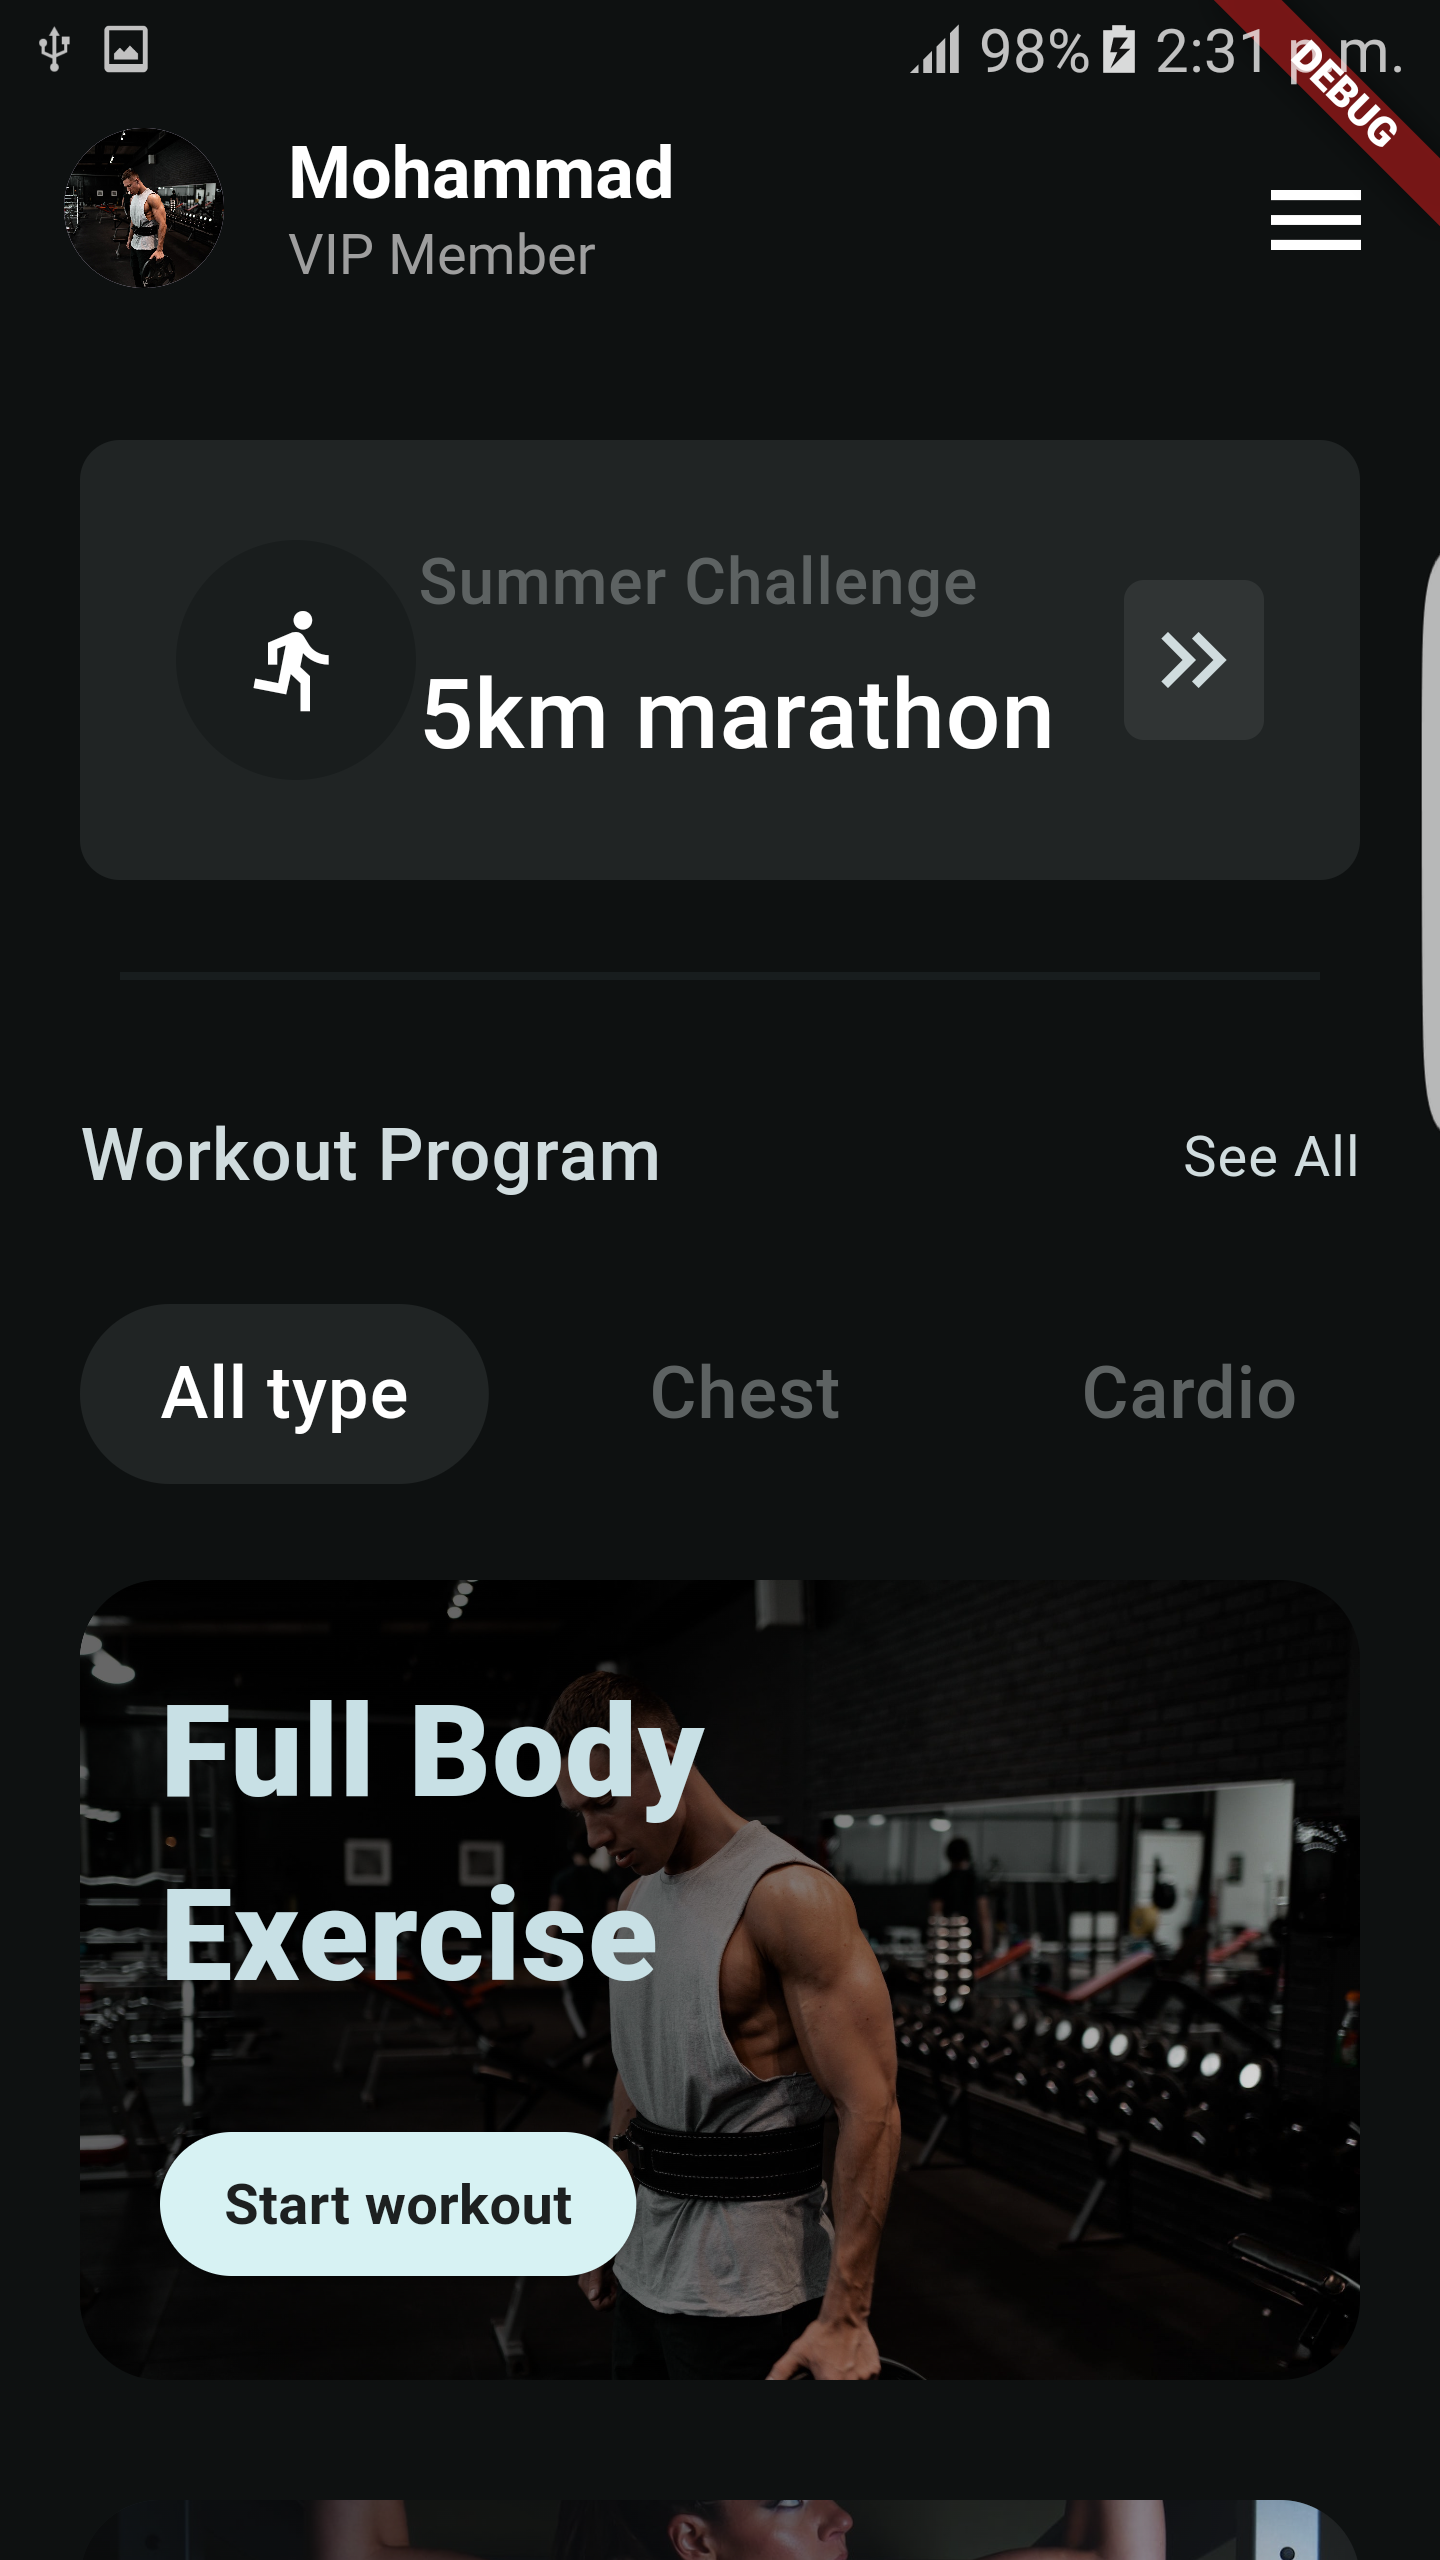 98% 2:31 p.m.
DEBUG
Mohammad
VIP Member
Summer Challenge
5km marathon
Workout Program
See All
All type
Chest
Cardio
Full Body
Exercise
Start workout